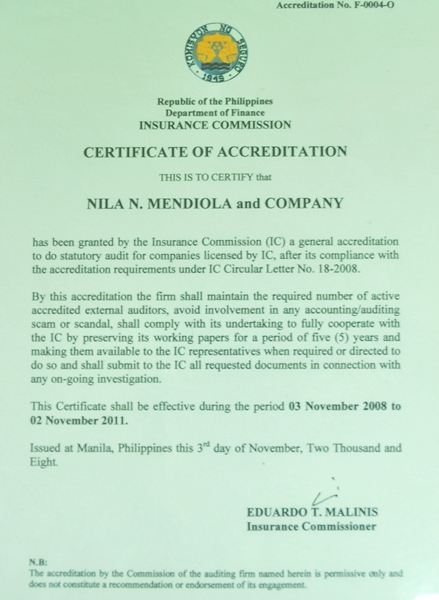 Accreditation No. F-0004-O
KOMISYON NG SEGURO
1949
Republic of the Philippines
Department of Finance
INSURANCE COMMISSION
CERTIFICATE OF ACCREDITATION
THIS IS TO CERTIFY that
NILA N. MENDIOLA and COMPANY
has been granted by the Insurance Commission (IC) a general accreditation
to do statutory audit for companies licensed by IC, after its compliance with
the accreditation requirements under IC Circular Letter No. 18-2008.
By this accreditation the firm shall maintain the required number of active
accredited external auditors, avoid involvement in any accounting/auditing
scam or scandal, shall comply with its undertaking to fully cooperate with
the IC by preserving its working papers for a period of five (5) years and
making them available to the IC representatives when required or directed to
do so and shall submit to the IC all requested documents in connection with
any on-going investigation.
This Certificate shall be effective during the period 03 November 2008 to
02 November 2011.
Issued at Manila, Philippines this 3rd day of November, Two Thousand and
Eight.
EDUARDO T. MALINIS
Insurance Commissioner
N.B:
The accreditation by the Commission of the auditing firm named herein is permissive only and
does not constitute a recommendation or endorsement of its engagement.